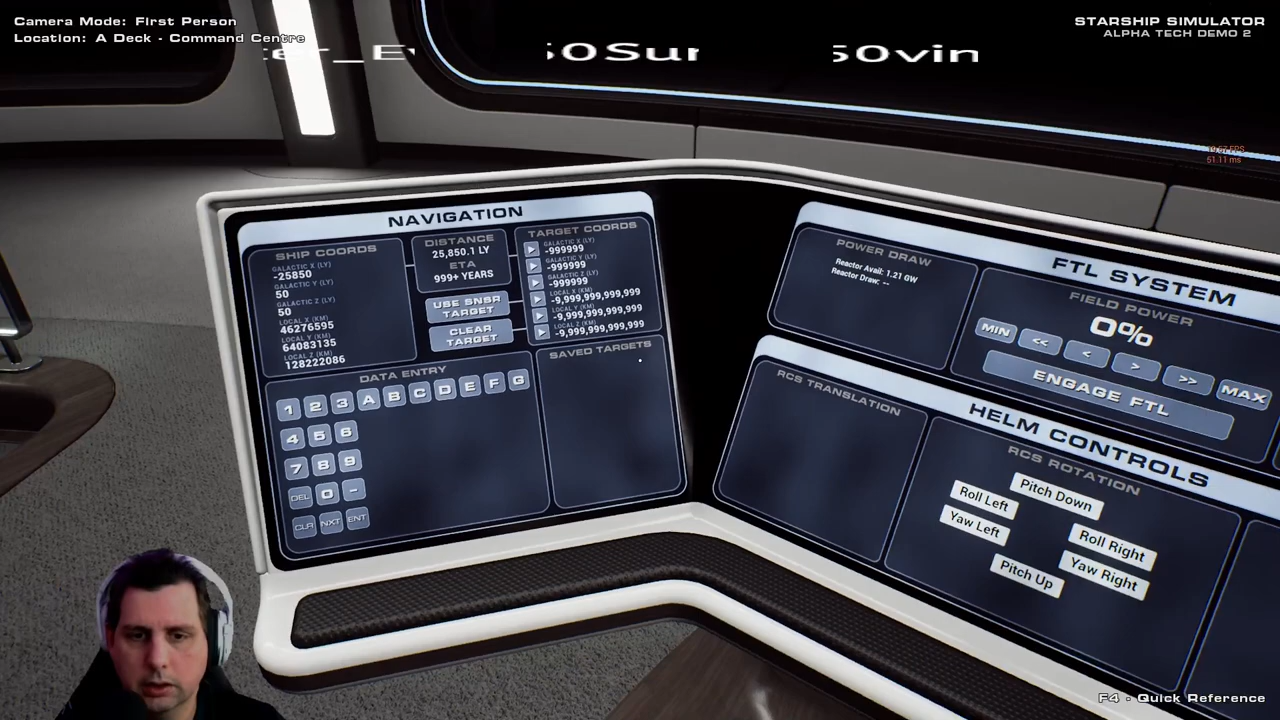 Camera Mode: First Person
Location: A Deck - Command Centre
STARSHIP SIMULATOR
ALPHA TECH DEMO 2
50Sur
50vin
61.11 ms
NAVIGATION
SHIP COORDS
GALACTIC X (LY)
-25850
GALACTIC Y (LY)
50
GALACTIC Z (LY)
50
LOCAL X (KM)
46276595
LOCAL Y (KM)
64083135
LOCAL Z (KM)
128222086
DISTANCE
25,850.1 LY
ETA
999+ YEARS
USE SNSR
TARGET
CLEAR
TARGET
TARGET COORDS
GALACTIC X (LY)
-999999
GALACTIC Y (LY)
-999999
GALACTIC Z (LY)
-999999
LOCAL X (KM)
-9,999,999,999,999
LOCAL Y (KM)
-9,999,999,999,999
LOCAL Z (KM)
-9,999,999,999,999
DATA ENTRY
1 2 3 A B C D E F G
4 5 6
7 8 9
DEL 0 -
CLR NXT ENT
SAVED TARGETS
POWER DRAW
Reactor Avail: 1.21 GW
Reactor Draw: --
FTL SYSTEM
FIELD POWER
0%
MIN << < > >> MAX
ENGAGE FTL
HELM CONTROLS
RCS TRANSLATION
RCS ROTATION
Pitch Down
Roll Left
Yaw Left
Roll Right
Yaw Right
Pitch Up
F4 - Quick Reference